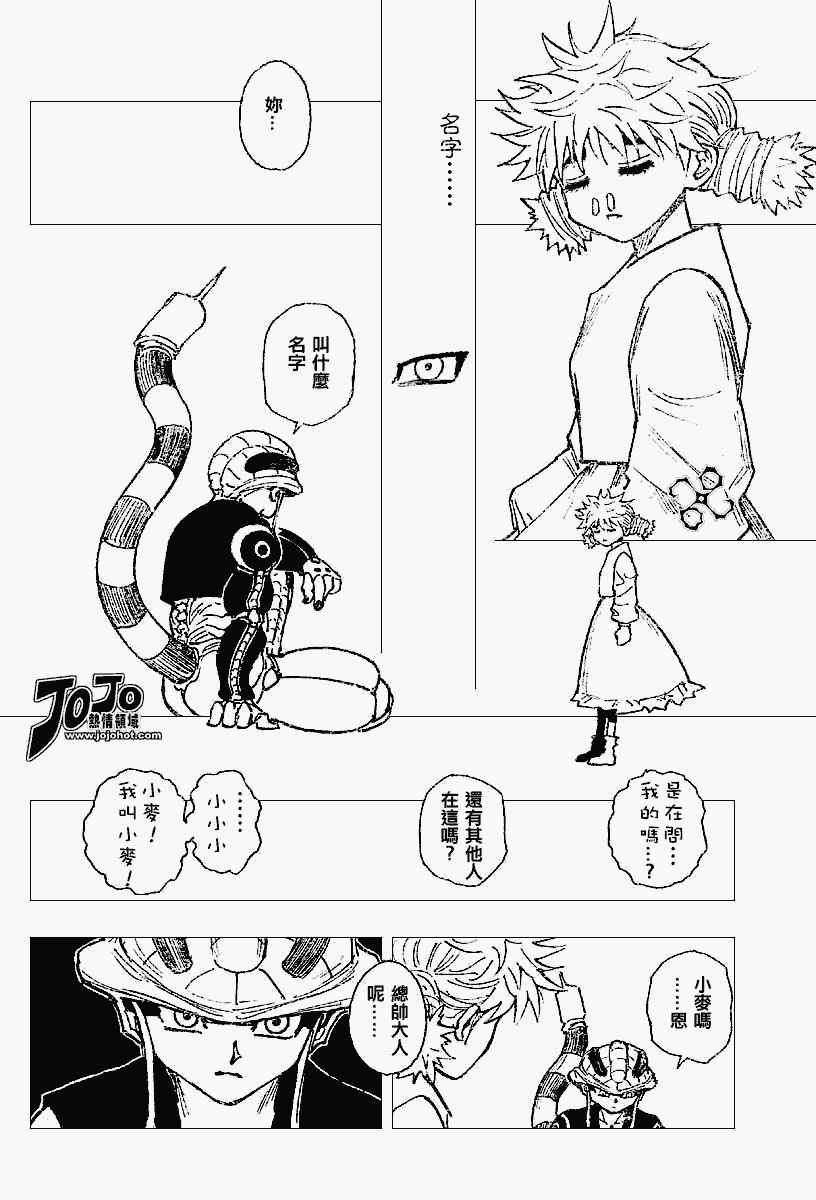 名字……
妳…
叫什麼
名字
是在問…
我的嗎…？
還有其他人
在這嗎？
……
小小小
小麥！
我叫小麥！
小麥嗎
……恩
總帥大人
呢……
JOJO
熱情領域
www.jojohot.com